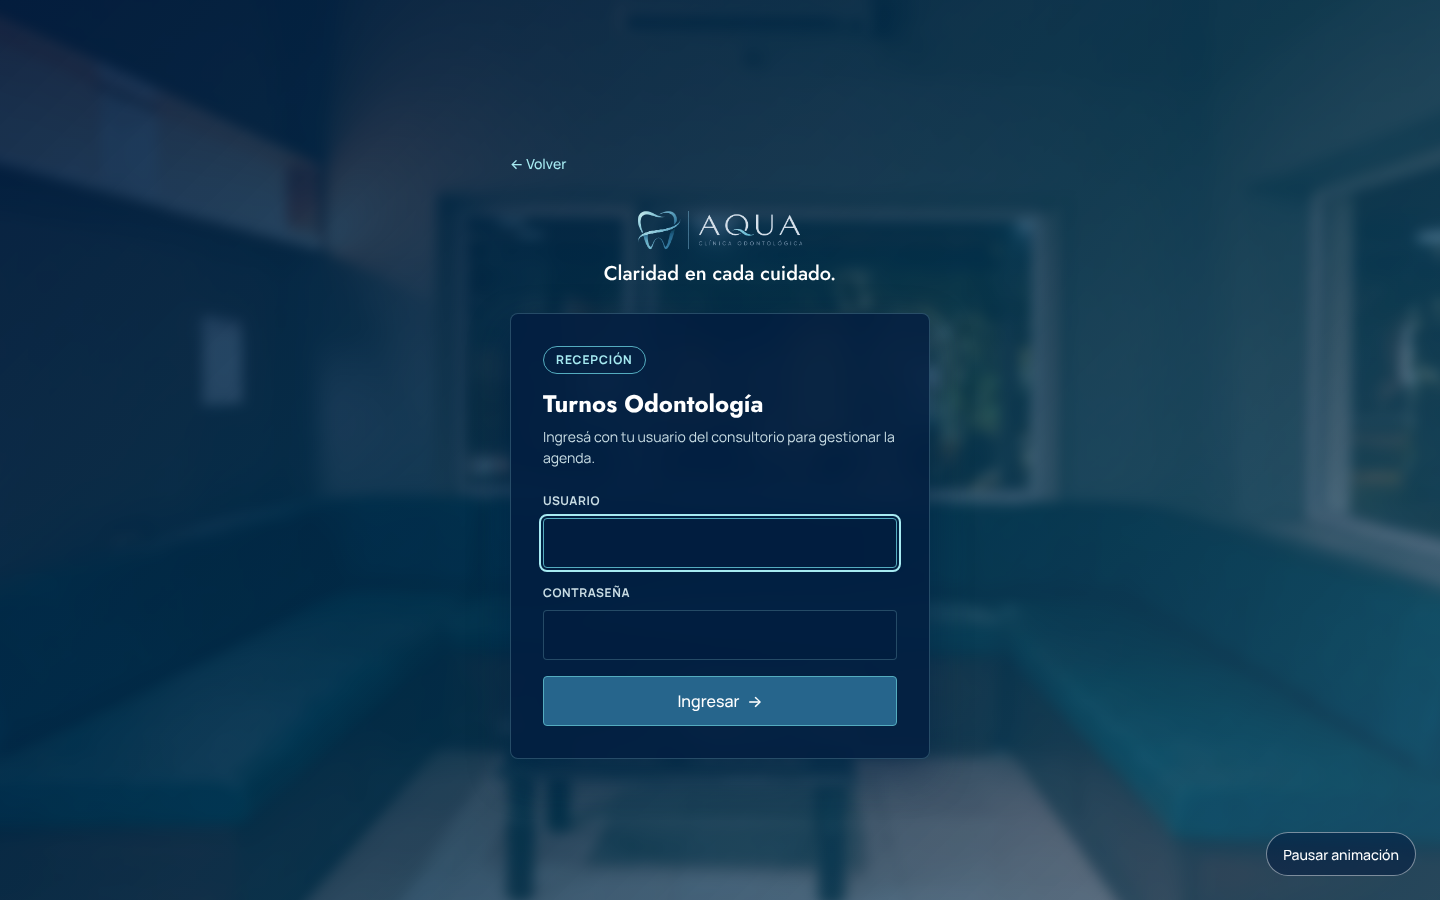 ← Volver
AQUA
CLÍNICA ODONTOLÓGICA
Claridad en cada cuidado.
RECEPCIÓN
Turnos Odontología
Ingresá con tu usuario del consultorio para gestionar la
agenda.
USUARIO
CONTRASEÑA
Ingresar →
Pausar animación